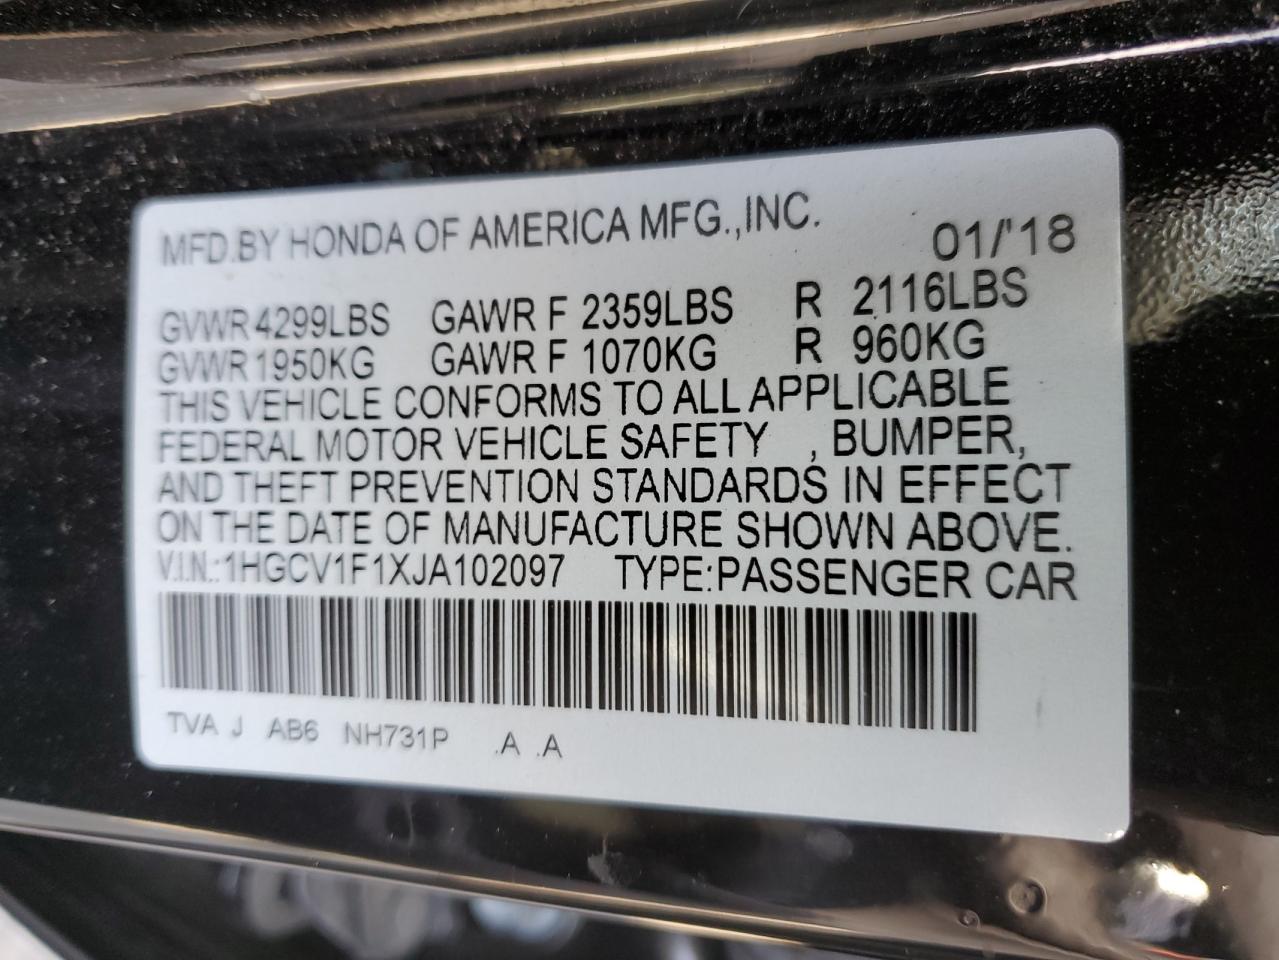 MFD.BY HONDA OF AMERICA MFG.,INC. 01/'18
GVWR 4299LBS GAWR F 2359LBS R 2116LBS
GVWR 1950KG GAWR F 1070KG R 960KG
THIS VEHICLE CONFORMS TO ALL APPLICABLE
FEDERAL MOTOR VEHICLE SAFETY , BUMPER,
AND THEFT PREVENTION STANDARDS IN EFFECT
ON THE DATE OF MANUFACTURE SHOWN ABOVE.
V.I.N.:1HGCV1F1XJA102097 TYPE:PASSENGER CAR
TVA J AB6 NH731P .A .A